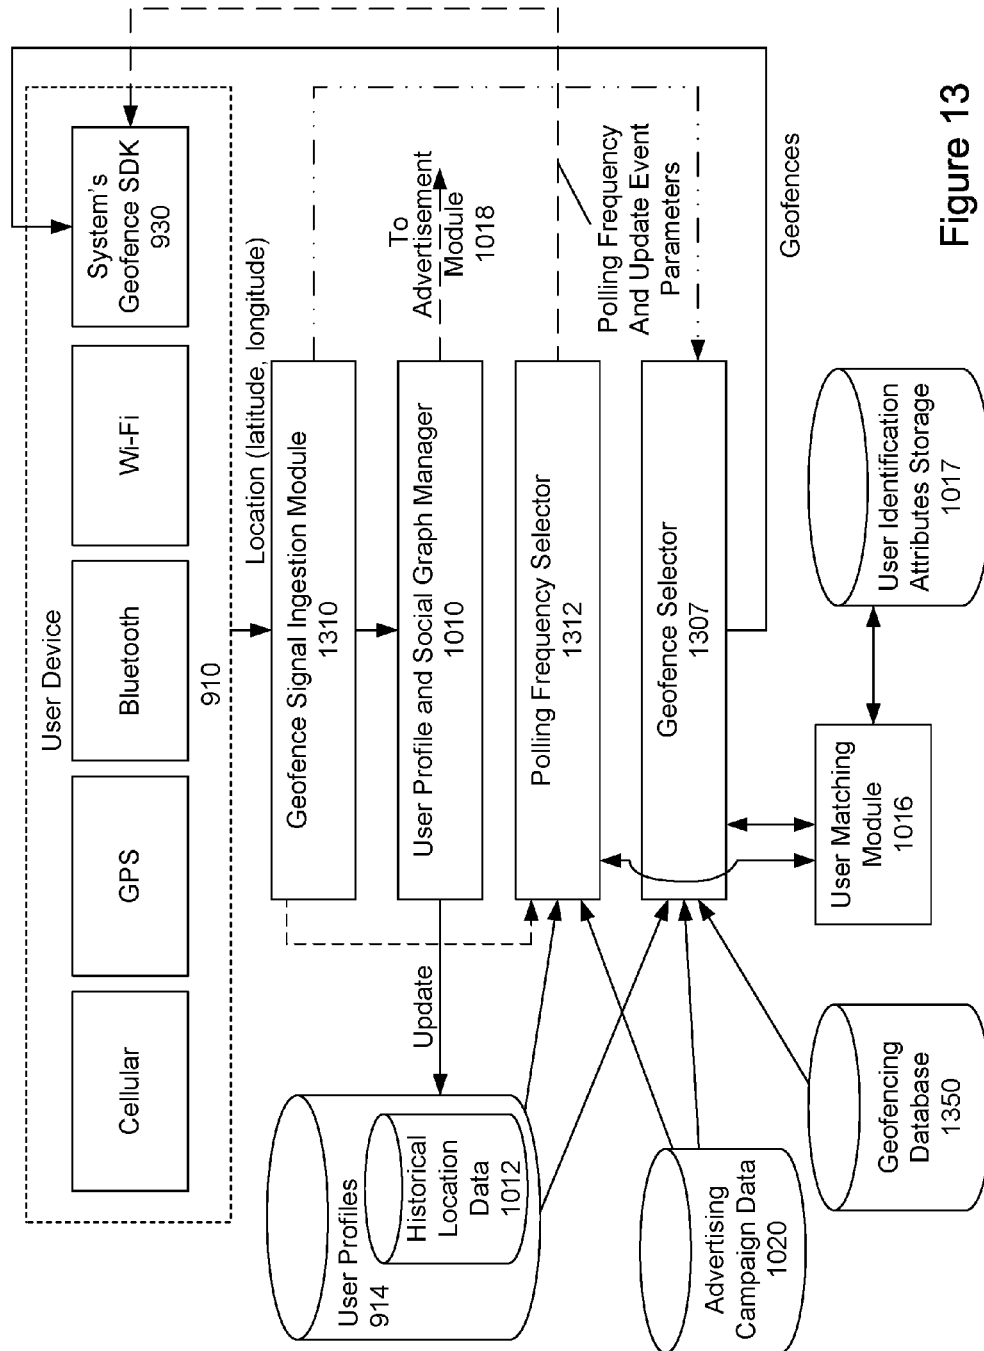 User Device
Cellular
GPS
Bluetooth
Wi-Fi
System's
Geofence SDK
930
910
Location (latitude, longitude)
Geofence Signal Ingestion Module
1310
User Profile and Social Graph Manager
1010
To
Advertisement
Module
1018
Update
User Profiles
914
Historical
Location
Data
1012
Polling Frequency Selector
1312
Polling Frequency
And Update Event
Parameters
Geofence Selector
1307
Geofences
Advertising
Campaign Data
1020
Geofencing
Database
1350
User Matching
Module
1016
User Identification
Attributes Storage
1017
Figure 13